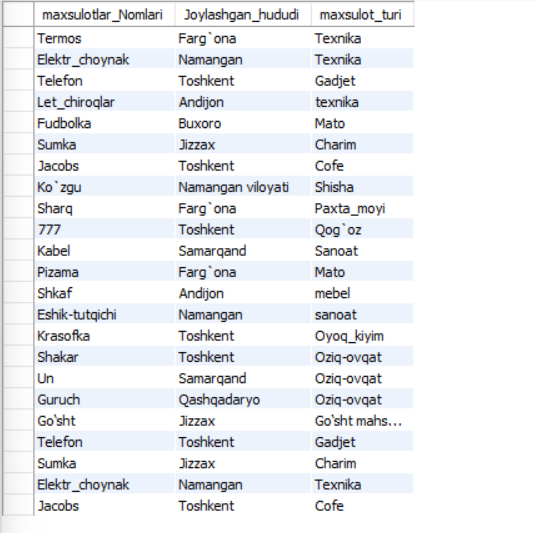 maxsulotlar_Nomlari Joylashgan_hududi maxsulot_turi
Termos Farg`ona Texnika
Elektr_choynak Namangan Texnika
Telefon Toshkent Gadjet
Let_chiroqlar Andijon texnika
Fudbolka Buxoro Mato
Sumka Jizzax Charim
Jacobs Toshkent Cofe
Ko`zgu Namangan viloyati Shisha
Sharq Farg`ona Paxta_moyi
777 Toshkent Qog`oz
Kabel Samarqand Sanoat
Pizama Farg`ona Mato
Shkaf Andijon mebel
Eshik-tutqichi Namangan sanoat
Krasofka Toshkent Oyoq_kiyim
Shakar Toshkent Oziq-ovqat
Un Samarqand Oziq-ovqat
Guruch Qashqadaryo Oziq-ovqat
Go‘sht Jizzax Go‘sht mahs...
Telefon Toshkent Gadjet
Sumka Jizzax Charim
Elektr_choynak Namangan Texnika
Jacobs Toshkent Cofe